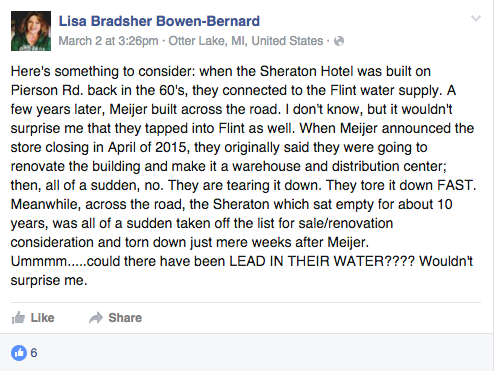 Lisa Bradsher Bowen-Bernard
March 2 at 3:26pm · Otter Lake, MI, United States ·
Here's something to consider: when the Sheraton Hotel was built on
Pierson Rd. back in the 60's, they connected to the Flint water supply. A
few years later, Meijer built across the road. I don't know, but it wouldn't
surprise me that they tapped into Flint as well. When Meijer announced the
store closing in April of 2015, they originally said they were going to
renovate the building and make it a warehouse and distribution center;
then, all of a sudden, no. They are tearing it down. They tore it down FAST.
Meanwhile, across the road, the Sheraton which sat empty for about 10
years, was all of a sudden taken off the list for sale/renovation
consideration and torn down just mere weeks after Meijer.
Ummmm.....could there have been LEAD IN THEIR WATER???? Wouldn't
surprise me.
Like Share
6